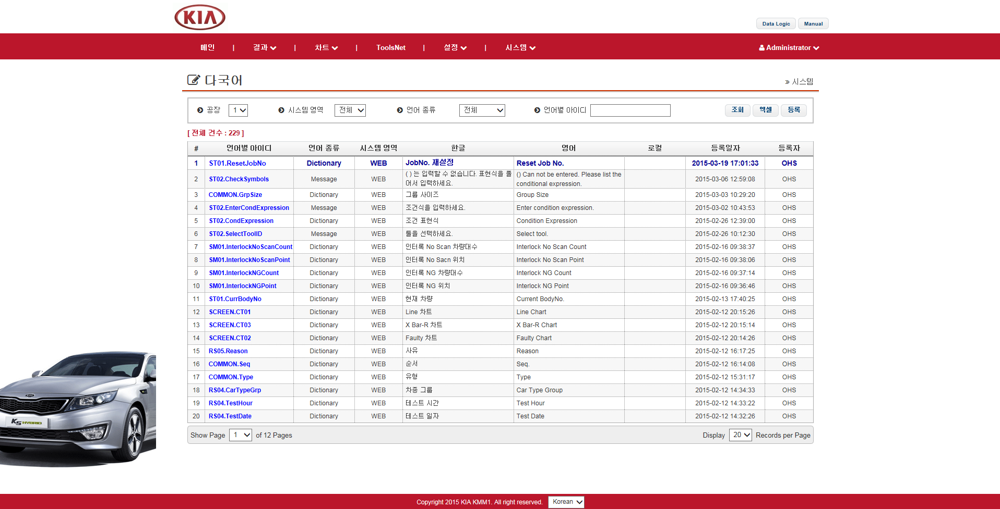 KIA
Data Logic Manual
메인 | 결과 | 차트 | ToolsNet | 설정 | 시스템 Administrator
다국어 » 시스템
공장 1 시스템 영역 전체 언어 종류 전체 언어별 아이디 조회 엑셀 등록
[ 전체 건수 : 229 ]
# 언어별 아이디 언어 종류 시스템 영역 한글 영어 로컬 등록일자 등록자
1 ST01.ResetJobNo Dictionary WEB JobNo. 재설정 Reset Job No. 2015-03-19 17:01:33 OHS
2 ST02.CheckSymbols Message WEB ( ) 는 입력할 수 없습니다. 표현식을 풀 () Can not be entered. Please list the 2015-03-06 12:59:08 OHS
어서 입력하세요. conditional expression.
3 COMMON.GrpSize Dictionary WEB 그룹 사이즈 Group Size 2015-03-03 10:29:20 OHS
4 ST02.EnterCondExpression Message WEB 조건식을 입력하세요. Enter condition expression. 2015-03-02 10:43:53 OHS
5 ST02.CondExpression Dictionary WEB 조건 표현식 Condition Expression 2015-02-26 12:39:00 OHS
6 ST02.SelectToolID Message WEB 툴을 선택하세요. Select tool. 2015-02-26 10:12:30 OHS
7 SM01.InterlockNoScanCount Dictionary WEB 인터록 No Scan 차량대수 Interlock No Scan Count 2015-02-16 09:38:37 OHS
8 SM01.InterlockNoScanPoint Dictionary WEB 인터록 No Sacn 위치 Interlock No Scan Point 2015-02-16 09:38:06 OHS
9 SM01.InterlockNGCount Dictionary WEB 인터록 NG 차량대수 Interlock NG Count 2015-02-16 09:37:14 OHS
10 SM01.InterlockNGPoint Dictionary WEB 인터록 NG 위치 Interlock NG Point 2015-02-16 09:36:46 OHS
11 ST01.CurrBodyNo Dictionary WEB 현재 차량 Current BodyNo. 2015-02-13 17:40:25 OHS
12 SCREEN.CT01 Dictionary WEB Line 차트 Line Chart 2015-02-12 20:15:26 OHS
13 SCREEN.CT03 Dictionary WEB X Bar-R 차트 X Bar-R Chart 2015-02-12 20:15:14 OHS
14 SCREEN.CT02 Dictionary WEB Faulty 차트 Faulty Chart 2015-02-12 20:14:26 OHS
15 RS05.Reason Dictionary WEB 사유 Reason 2015-02-12 16:17:25 OHS
16 COMMON.Seq Dictionary WEB 순서 Seq. 2015-02-12 16:14:08 OHS
17 COMMON.Type Dictionary WEB 유형 Type 2015-02-12 15:31:17 OHS
18 RS04.CarTypeGrp Dictionary WEB 차종 그룹 Car Type Group 2015-02-12 14:34:33 OHS
19 RS04.TestHour Dictionary WEB 테스트 시간 Test Hour 2015-02-12 14:33:22 OHS
20 RS04.TestDate Dictionary WEB 테스트 일자 Test Date 2015-02-12 14:32:26 OHS
K5 HYBRID
Show Page 1 of 12 Pages Display 20 Records per Page
Copyright 2015 KIA KMM1. All right reserved. Korean